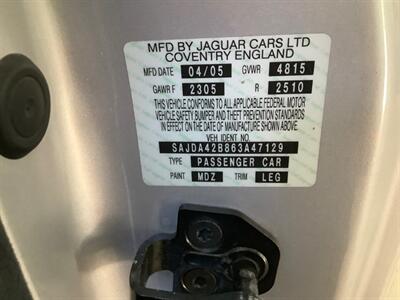 MFD BY JAGUAR CARS LTD
COVENTRY ENGLAND
MFD DATE 04/05 GVWR 4815
GAWR F 2305 R 2510
THIS VEHICLE CONFORMS TO ALL APPLICABLE FEDERAL MOTOR
VEHICLE SAFETY BUMPER AND THEFT PREVENTION STANDARDS
IN EFFECT ON THE DATE OF MANUFACTURE SHOWN ABOVE.
VEH IDENT NO.
SAJDA42B863A47129
TYPE PASSENGER CAR
PAINT MDZ TRIM LEG